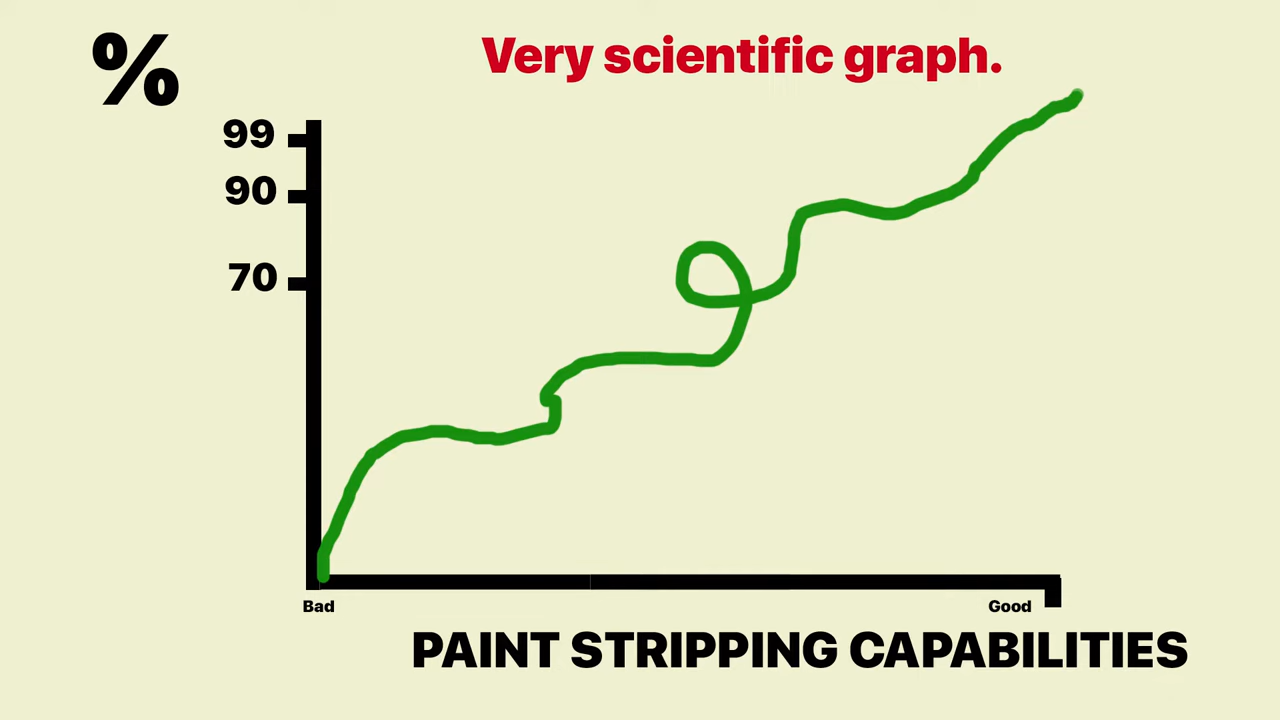 %
Very scientific graph.
99
90
70
Bad
Good
PAINT STRIPPING CAPABILITIES